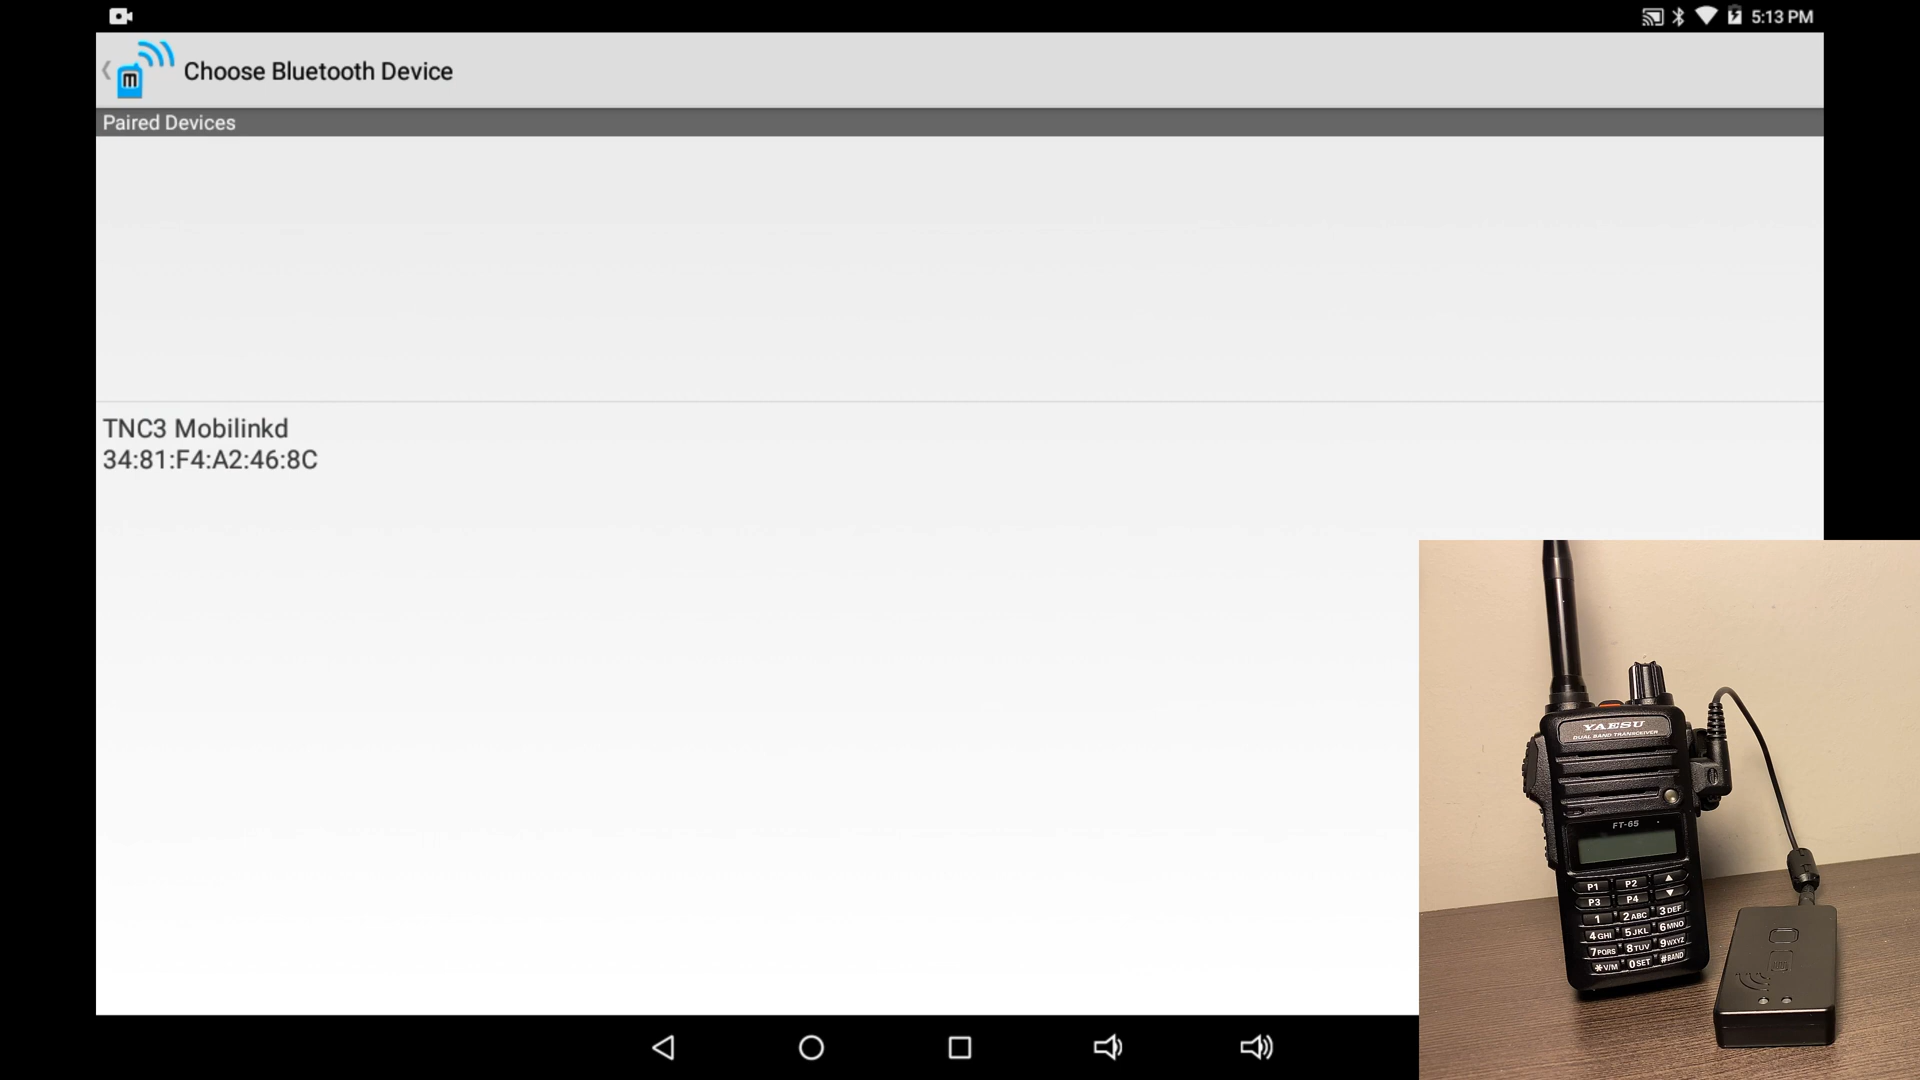 5:13 PM
m
Choose Bluetooth Device
Paired Devices
TNC3 Mobilinkd
34:81:F4:A2:46:8C
YAESU
DUAL BAND TRANSCEIVER
FT-65
P1 P2
P3 P4
1 2ABC 3DEF
4GHI 5JKL 6MNO
7PQRS 8TUV 9WXYZ
*V/M 0SET #BAND